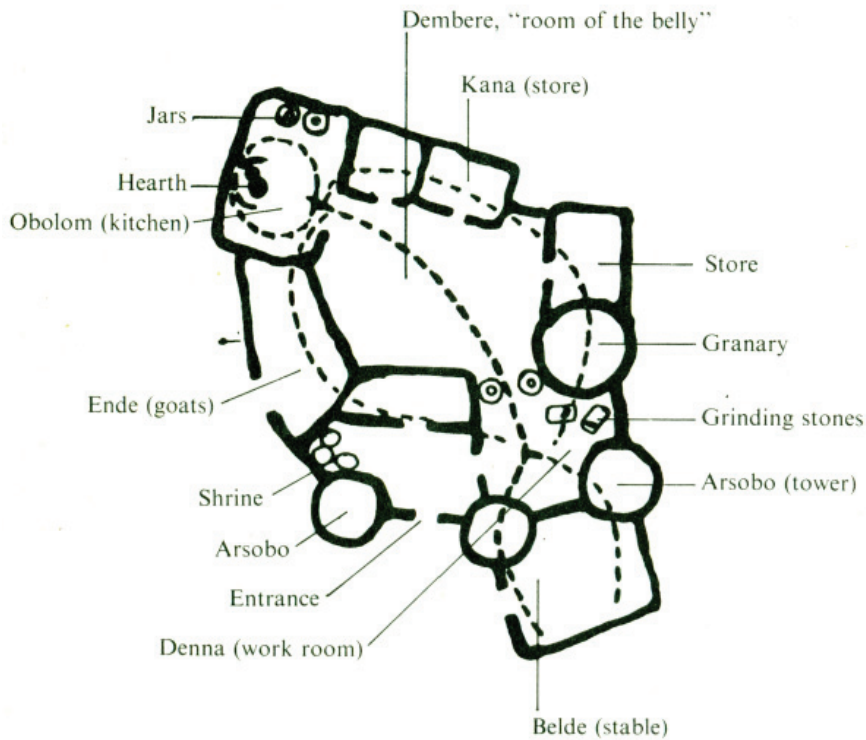 Dembere, “room of the belly”
Kana (store)
Jars
Hearth
Obolom (kitchen)
Store
Granary
Ende (goats)
Grinding stones
Shrine
Arsobo (tower)
Arsobo
Entrance
Denna (work room)
Belde (stable)